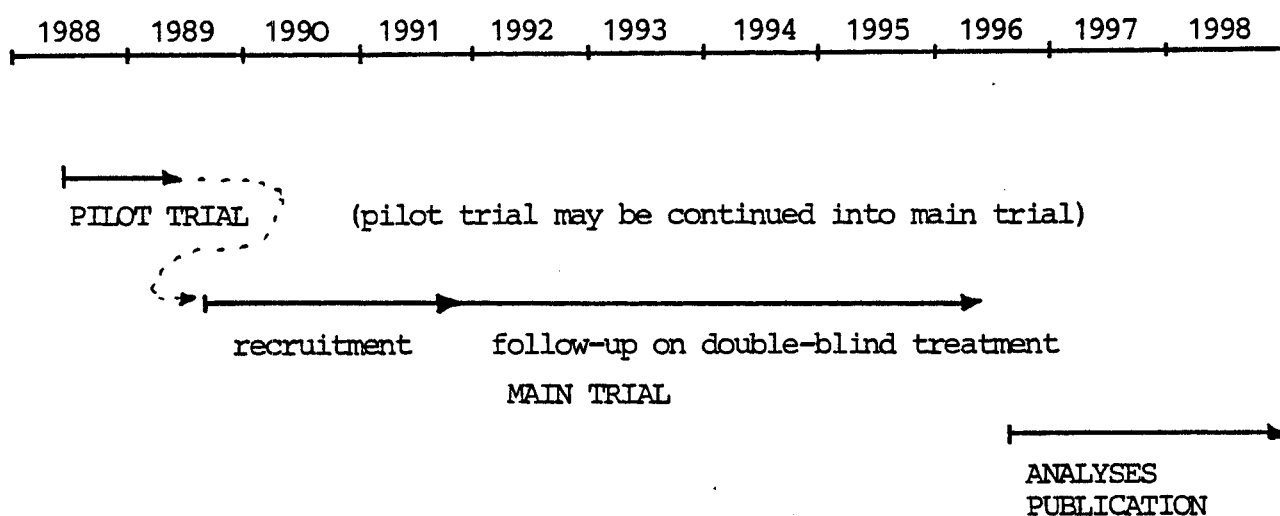 1988 1989 1990 1991 1992 1993 1994 1995 1996 1997 1998
PILOT TRIAL (pilot trial may be continued into main trial)
recruitment follow-up on double-blind treatment
MAIN TRIAL
ANALYSES
PUBLICATION